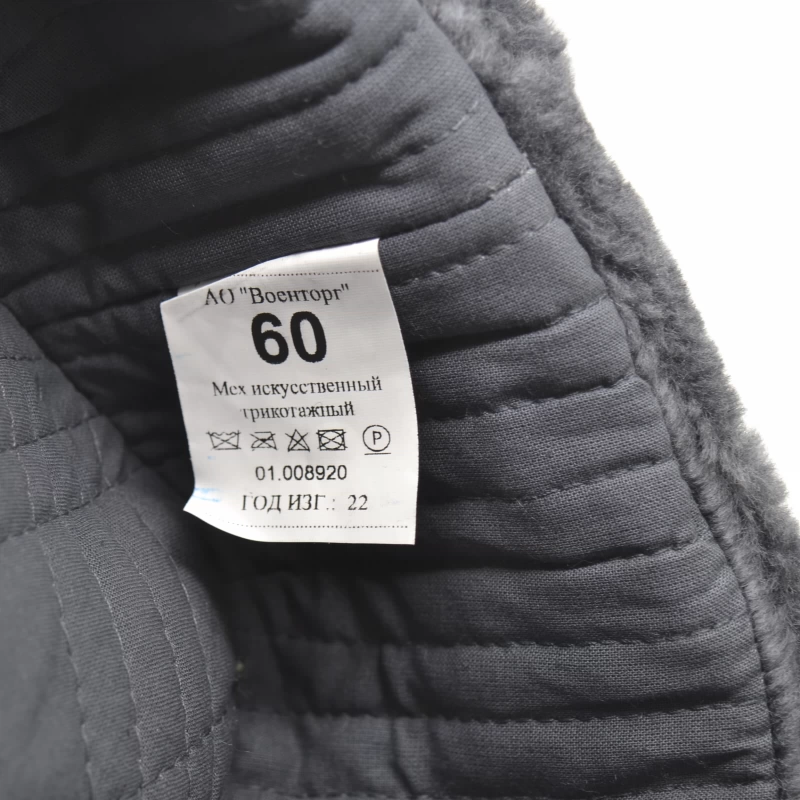 АО "Военторг"
60
Мех искусственный
трикотажный
P
01.008920
ГОД ИЗГ.: 22